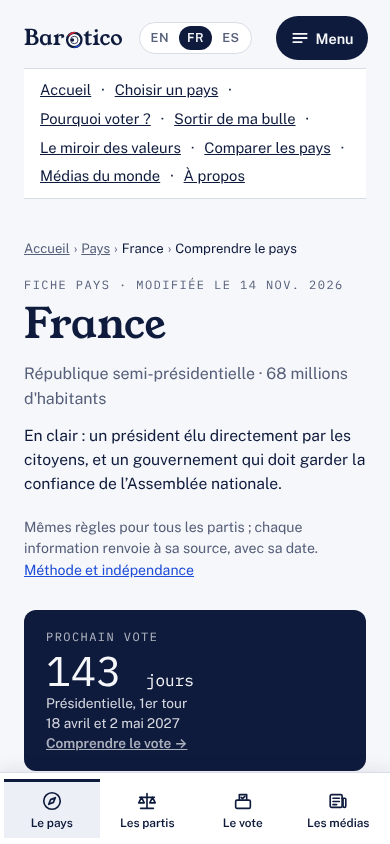 Barotico
EN FR ES
Menu
Accueil · Choisir un pays ·
Pourquoi voter ? · Sortir de ma bulle ·
Le miroir des valeurs · Comparer les pays ·
Médias du monde · À propos
Accueil › Pays › France › Comprendre le pays
FICHE PAYS · MODIFIÉE LE 14 NOV. 2026
France
République semi-présidentielle · 68 millions
d'habitants
En clair : un président élu directement par les
citoyens, et un gouvernement qui doit garder la
confiance de l’Assemblée nationale.
Mêmes règles pour tous les partis ; chaque
information renvoie à sa source, avec sa date.
Méthode et indépendance
PROCHAIN VOTE
143 jours
Présidentielle, 1er tour
18 avril et 2 mai 2027
Comprendre le vote →
Le pays
Les partis
Le vote
Les médias